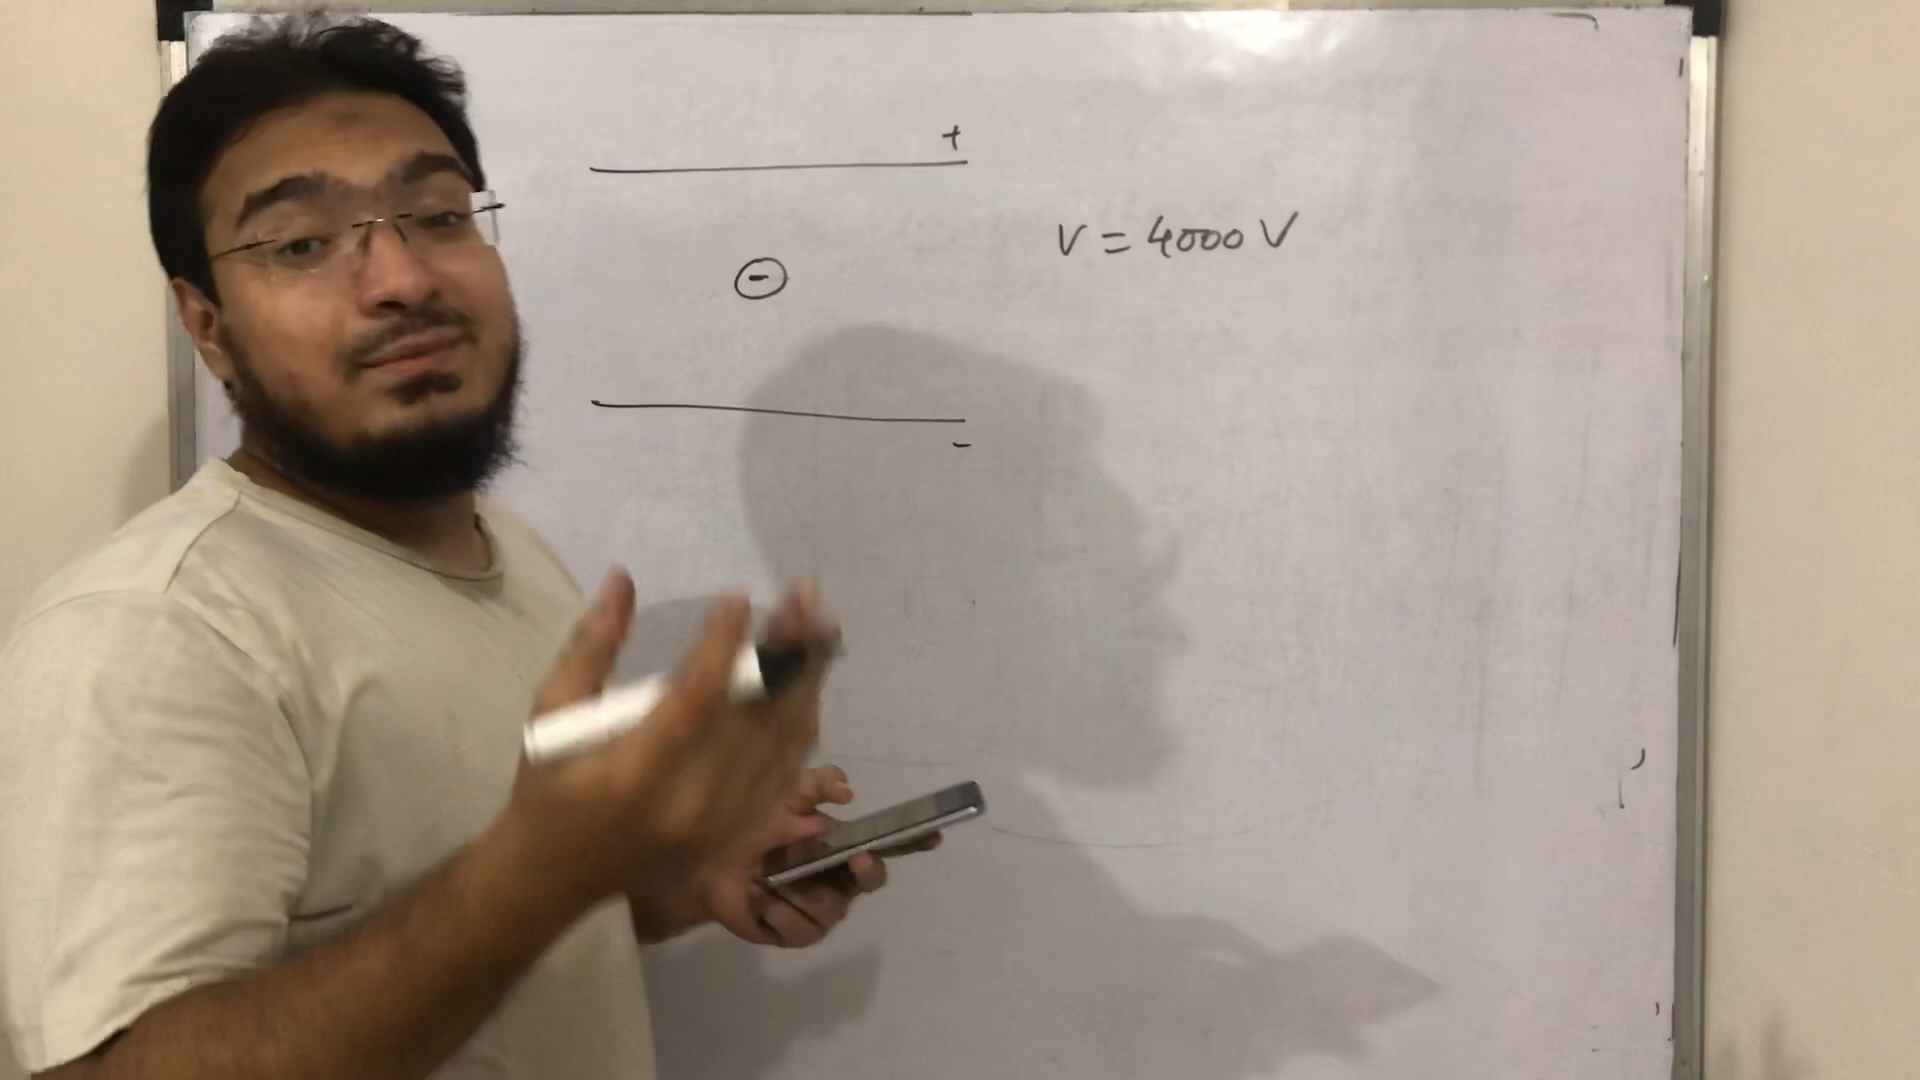 +
V = 4000 V
-
-